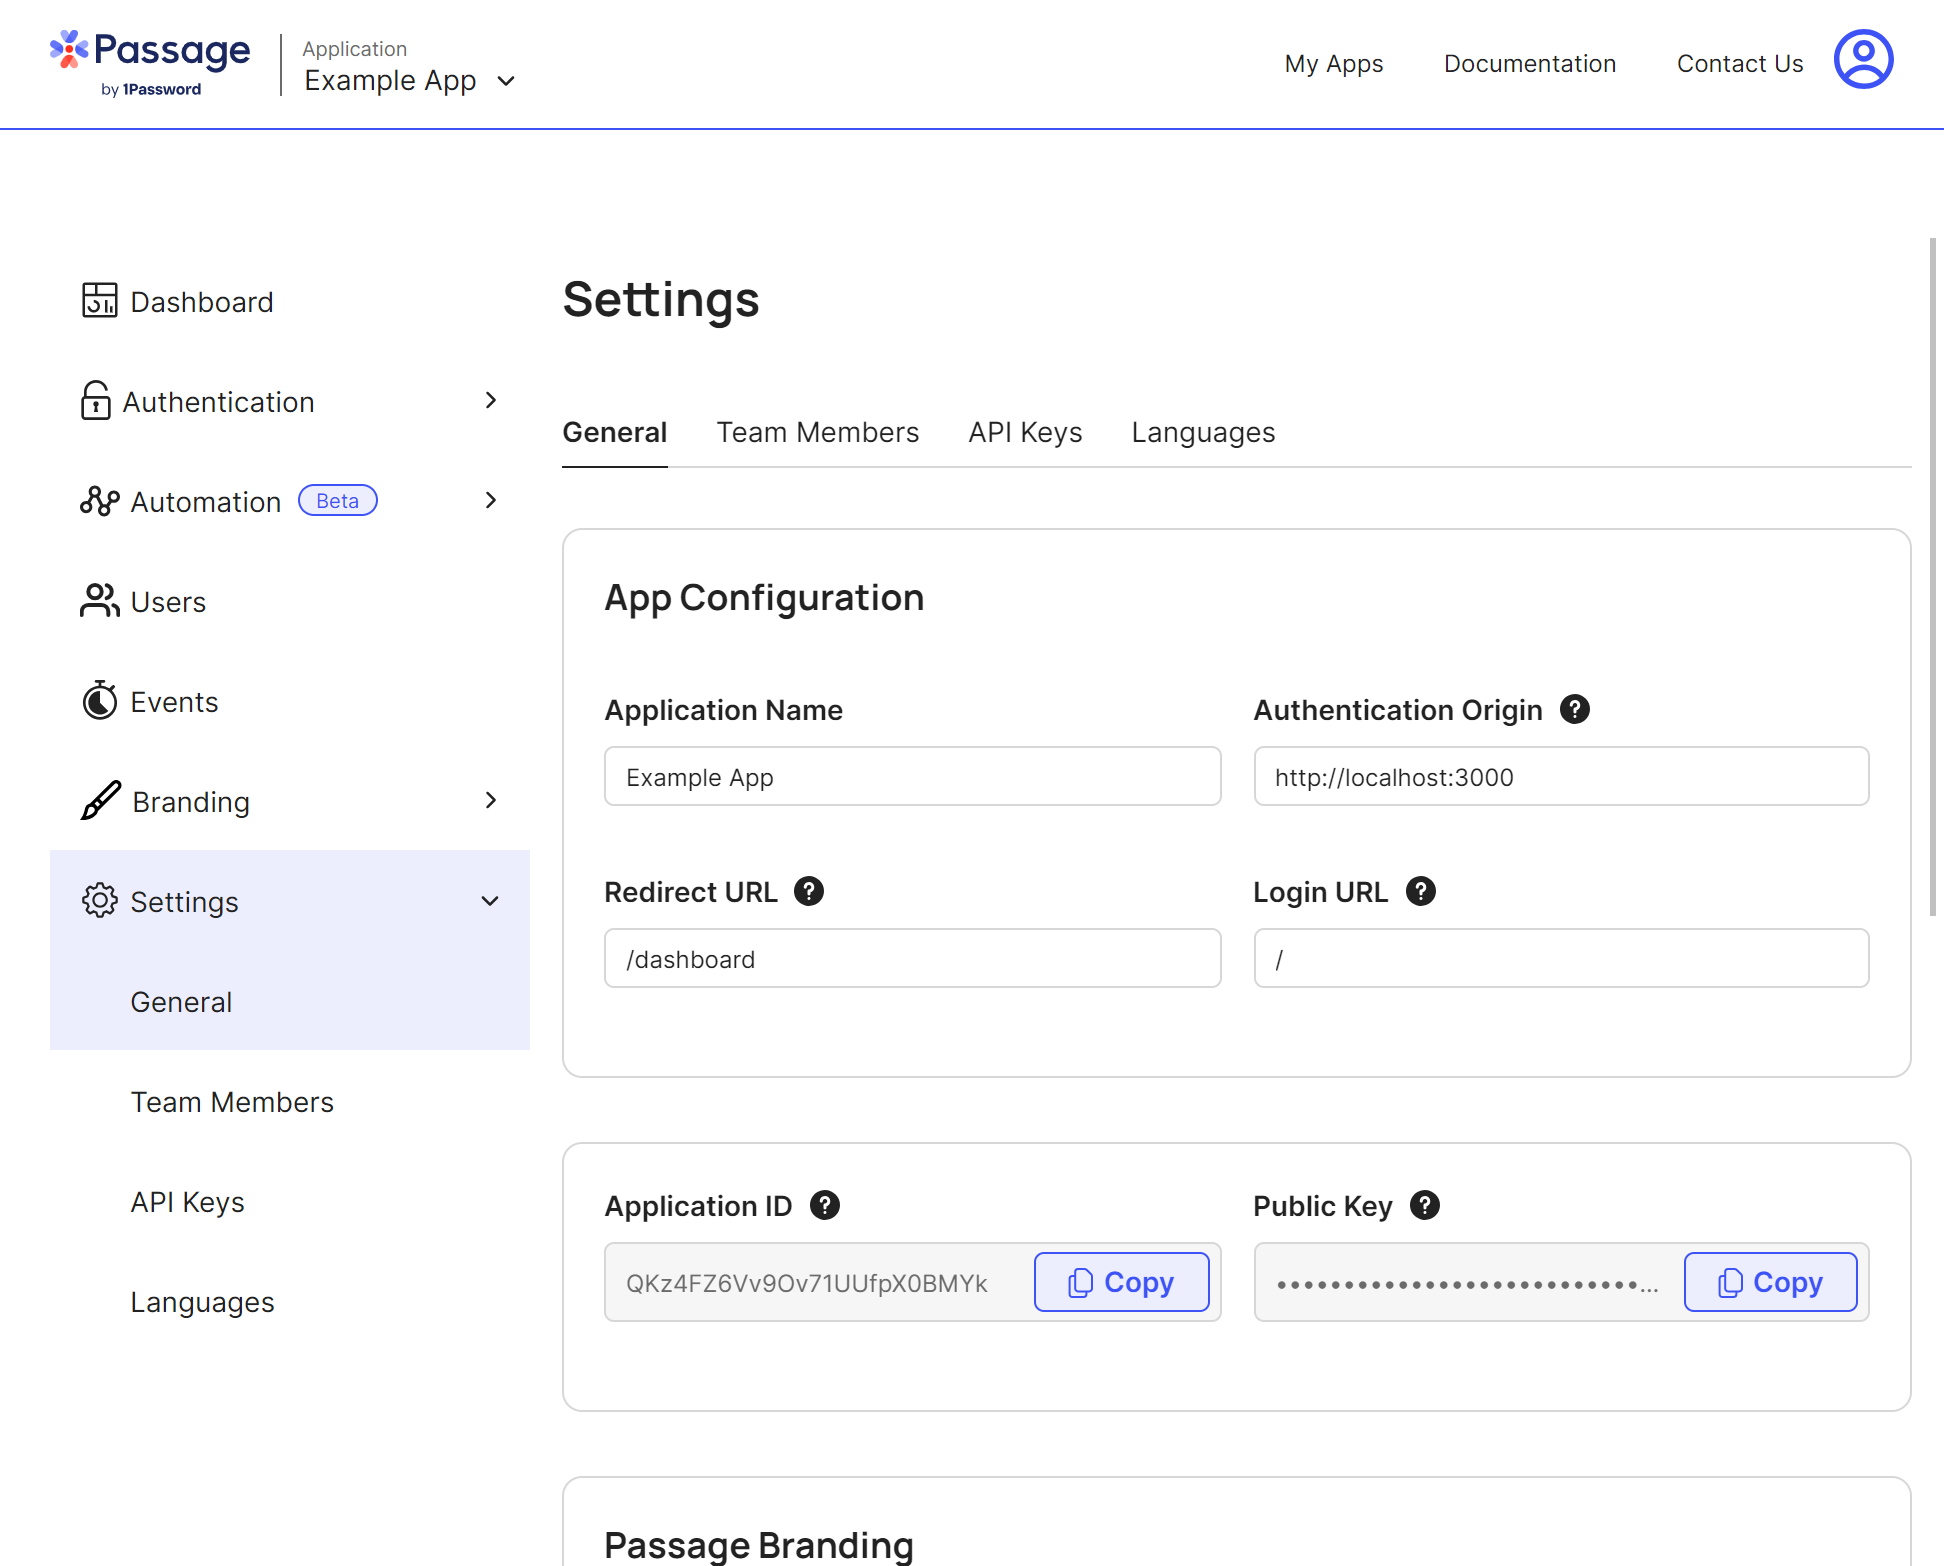 Passage
by 1Password
Application
Example App
My Apps
Documentation
Contact Us
Dashboard
Authentication
Automation
Beta
Users
Events
Branding
Settings
General
Team Members
API Keys
Languages
Settings
General
Team Members
API Keys
Languages
App Configuration
Application Name
Authentication Origin ?
Example App
http://localhost:3000
Redirect URL ?
Login URL ?
/dashboard
/
Application ID ?
Public Key ?
QKz4FZ6Vv9Ov71UUfpX0BMYk
Copy
••••••••••••••••••••••••••••...
Copy
Passage Branding